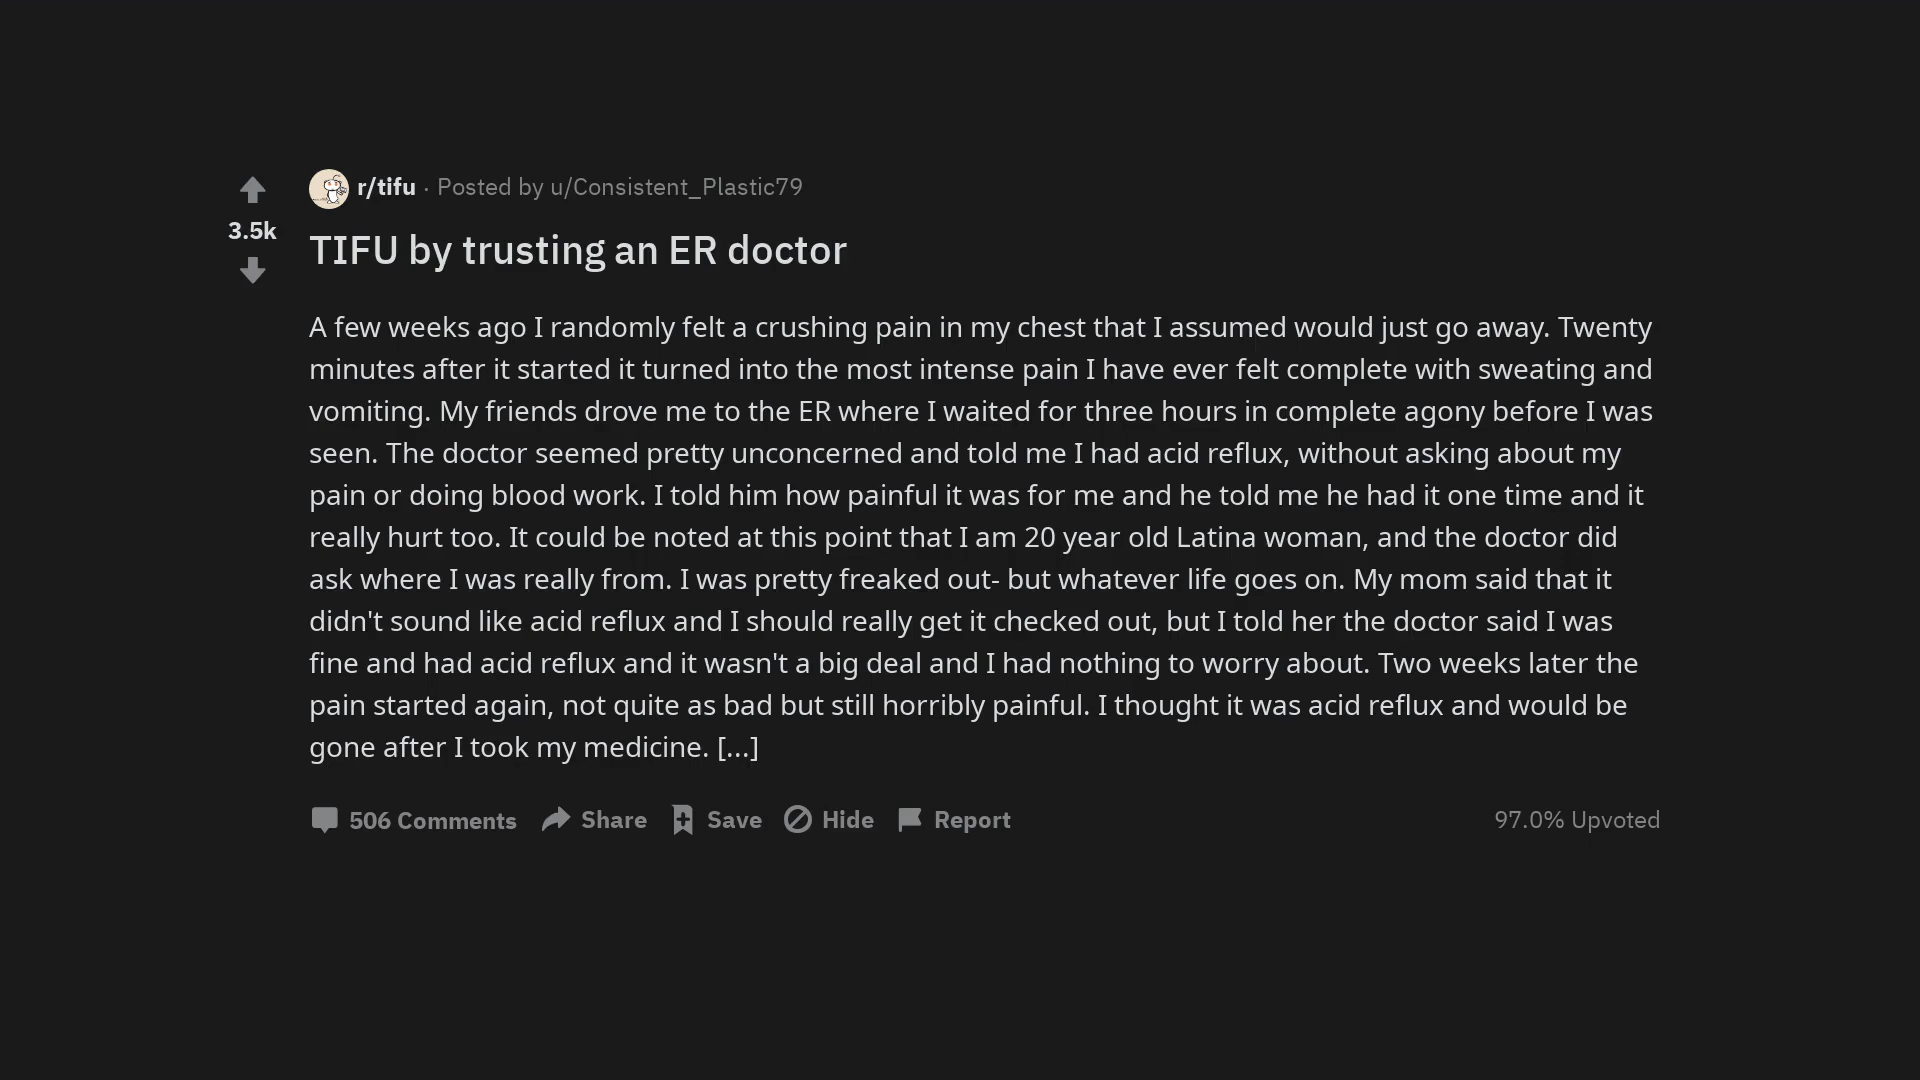 r/tifu · Posted by u/Consistent_Plastic79
3.5k
TIFU by trusting an ER doctor
A few weeks ago I randomly felt a crushing pain in my chest that I assumed would just go away. Twenty
minutes after it started it turned into the most intense pain I have ever felt complete with sweating and
vomiting. My friends drove me to the ER where I waited for three hours in complete agony before I was
seen. The doctor seemed pretty unconcerned and told me I had acid reflux, without asking about my
pain or doing blood work. I told him how painful it was for me and he told me he had it one time and it
really hurt too. It could be noted at this point that I am 20 year old Latina woman, and the doctor did
ask where I was really from. I was pretty freaked out- but whatever life goes on. My mom said that it
didn't sound like acid reflux and I should really get it checked out, but I told her the doctor said I was
fine and had acid reflux and it wasn't a big deal and I had nothing to worry about. Two weeks later the
pain started again, not quite as bad but still horribly painful. I thought it was acid reflux and would be
gone after I took my medicine. [...]
506 Comments Share Save Hide Report 97.0% Upvoted